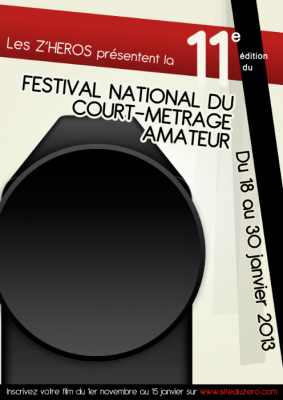 Les Z'HEROS présentent la 11e édition du
FESTIVAL NATIONAL DU
COURT-METRAGE
AMATEUR
Du 18 au 30 janvier 2013
Inscrivez votre film du 1er novembre au 15 janvier sur www.siteduzero.com